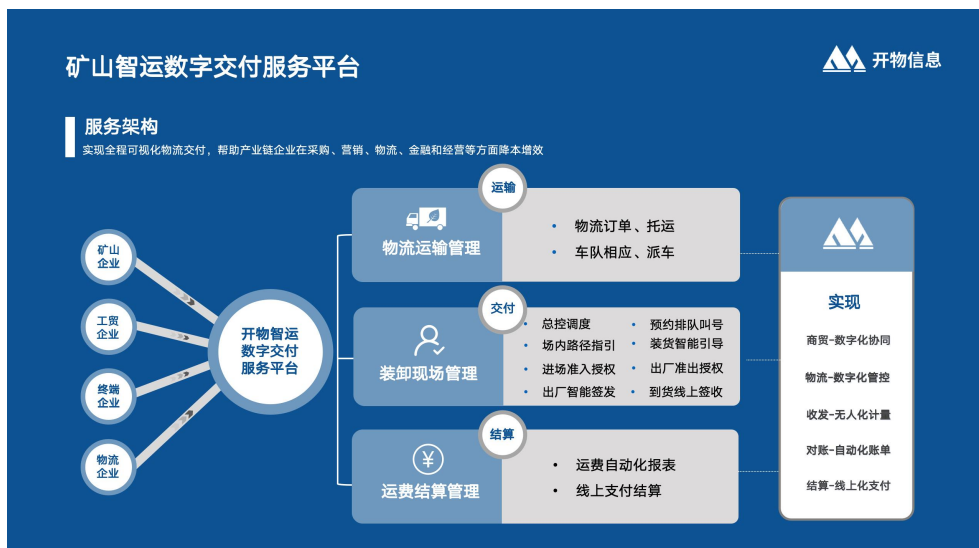 矿山智运数字交付服务平台
开物信息
服务架构
实现全程可视化物流交付，帮助产业链企业在采购、营销、物流、金融和经营等方面降本增效
矿山
企业
工贸
企业
终端
企业
物流
企业
开物智运
数字交付
服务平台
运输
物流运输管理
• 物流订单、托运
• 车队相应、派车
交付
装卸现场管理
• 总控调度
• 预约排队叫号
• 场内路径指引
• 装货智能引导
• 进场准入授权
• 出厂准出授权
• 出厂智能签发
• 到货线上签收
结算
¥
运费结算管理
• 运费自动化报表
• 线上支付结算
实现
商贸-数字化协同
物流-数字化管控
收发-无人化计量
对账-自动化账单
结算-线上化支付